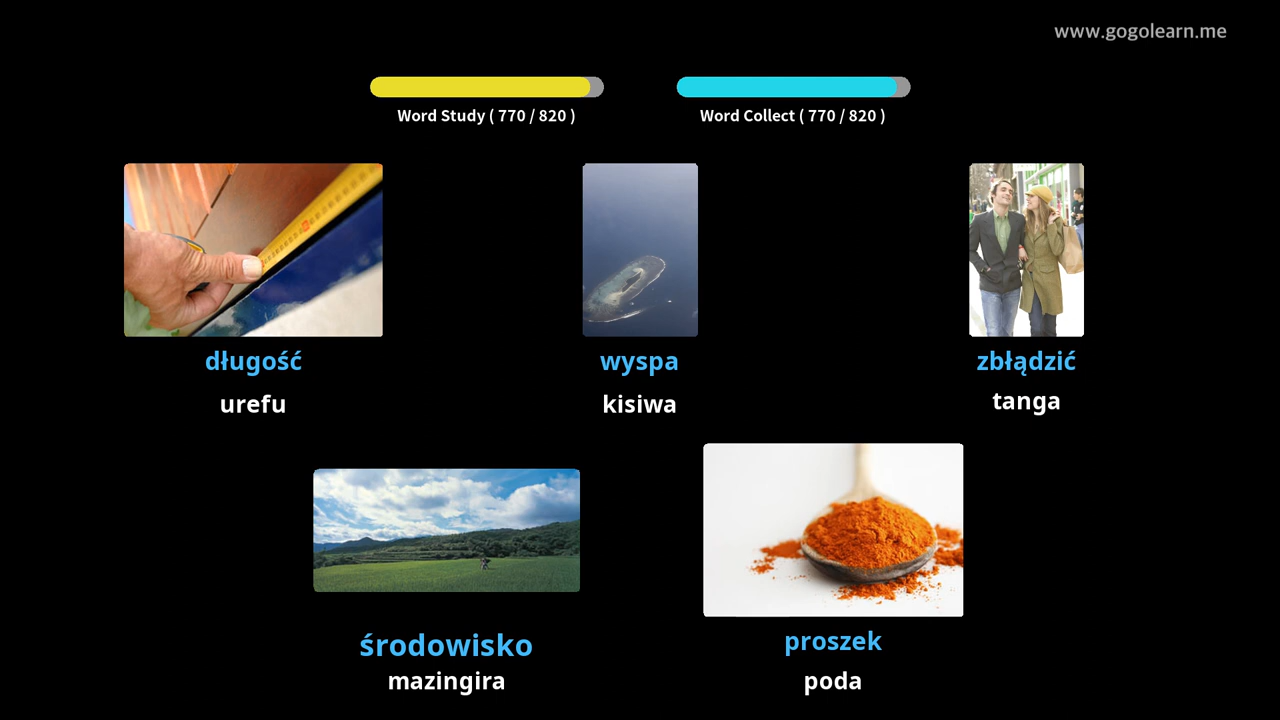 www.gogolearn.me
Word Study ( 770 / 820 )
Word Collect ( 770 / 820 )
długość
urefu
wyspa
kisiwa
zbłądzić
tanga
środowisko
mazingira
proszek
poda